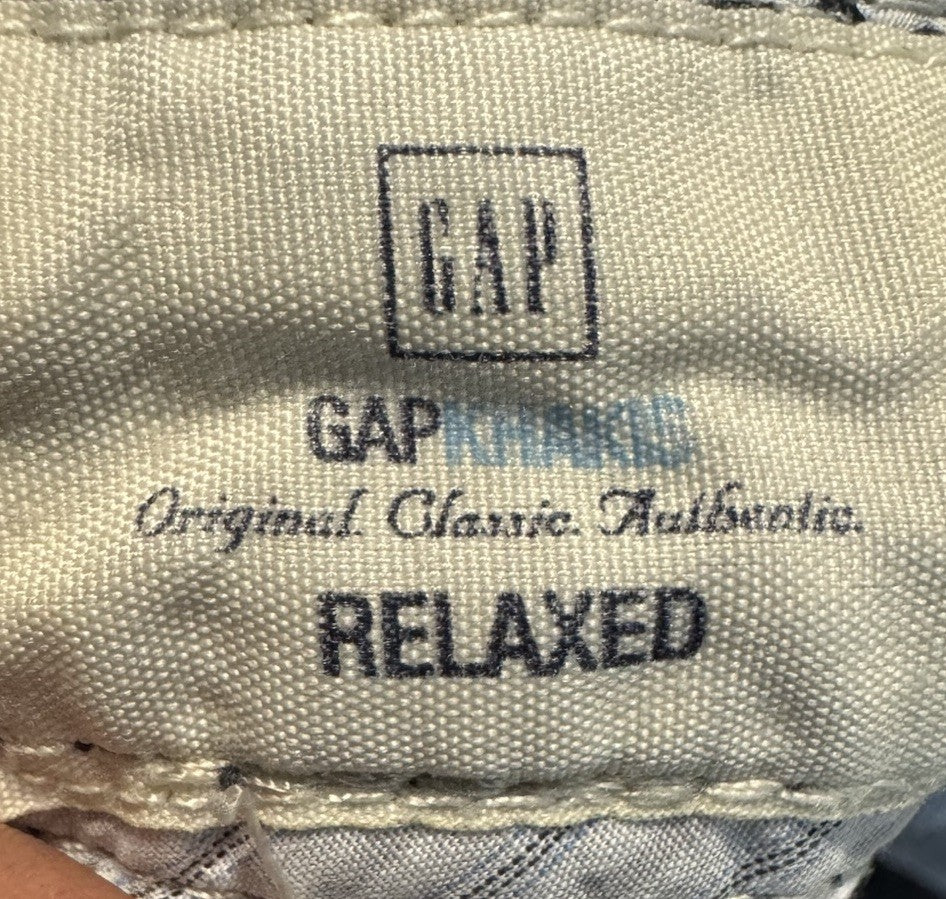 GAP
GAPKHAKIS
Original. Classic. Authentic.
RELAXED